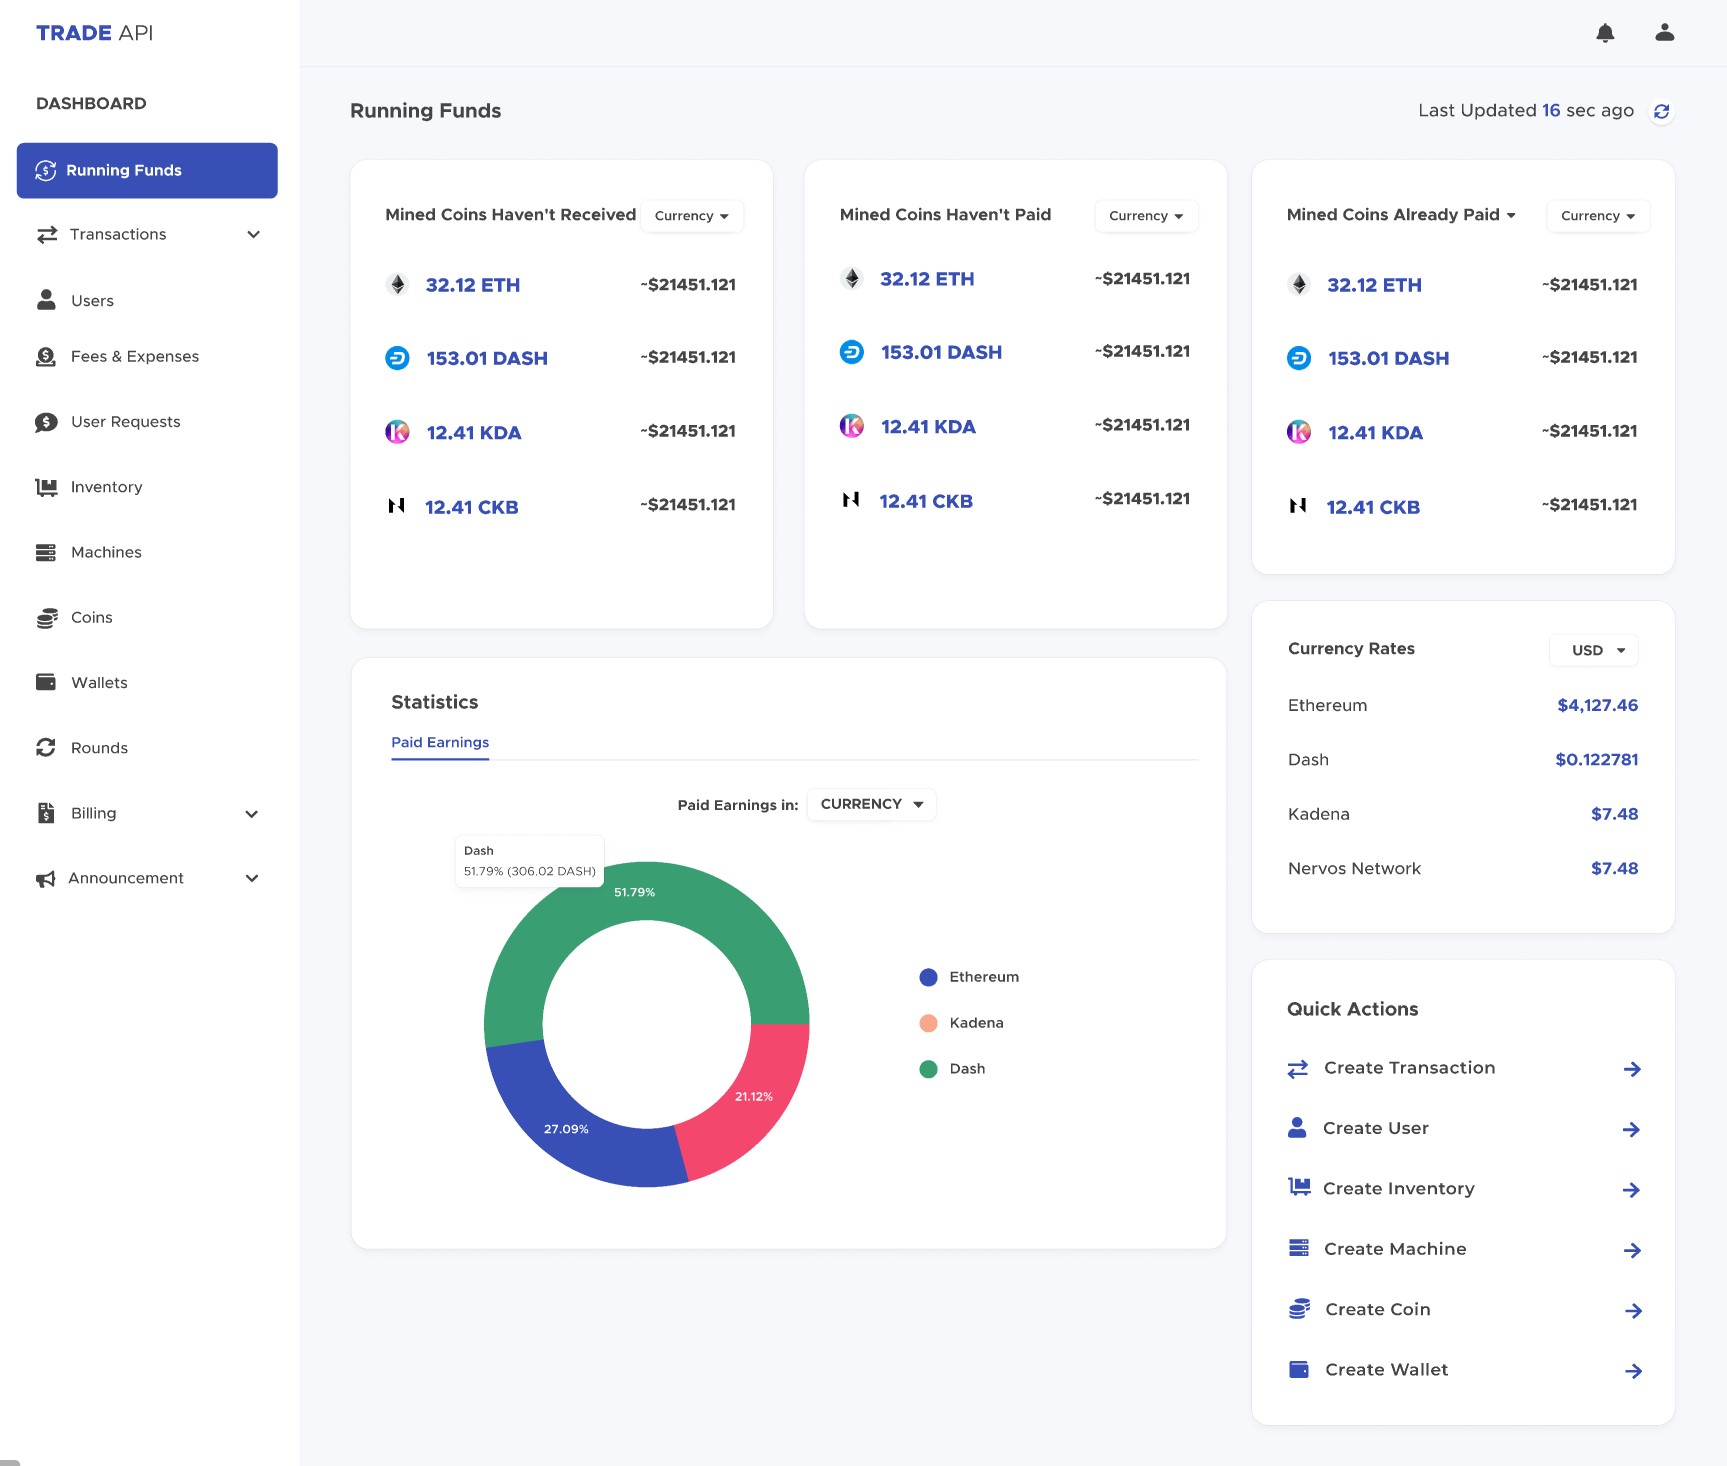 TRADE API
DASHBOARD
Running Funds
Transactions
Users
Fees & Expenses
User Requests
Inventory
Machines
Coins
Wallets
Rounds
Billing
Announcement
Running Funds
Last Updated 16 sec ago
Mined Coins Haven't Received
Currency
32.12 ETH
~$21451.121
153.01 DASH
~$21451.121
12.41 KDA
~$21451.121
12.41 CKB
~$21451.121
Mined Coins Haven't Paid
Currency
32.12 ETH
~$21451.121
153.01 DASH
~$21451.121
12.41 KDA
~$21451.121
12.41 CKB
~$21451.121
Mined Coins Already Paid
Currency
32.12 ETH
~$21451.121
153.01 DASH
~$21451.121
12.41 KDA
~$21451.121
12.41 CKB
~$21451.121
Statistics
Paid Earnings
Paid Earnings in:
CURRENCY
Dash
51.79% (306.02 DASH)
51.79%
21.12%
27.09%
Ethereum
Kadena
Dash
Currency Rates
USD
Ethereum
$4,127.46
Dash
$0.122781
Kadena
$7.48
Nervos Network
$7.48
Quick Actions
Create Transaction
Create User
Create Inventory
Create Machine
Create Coin
Create Wallet